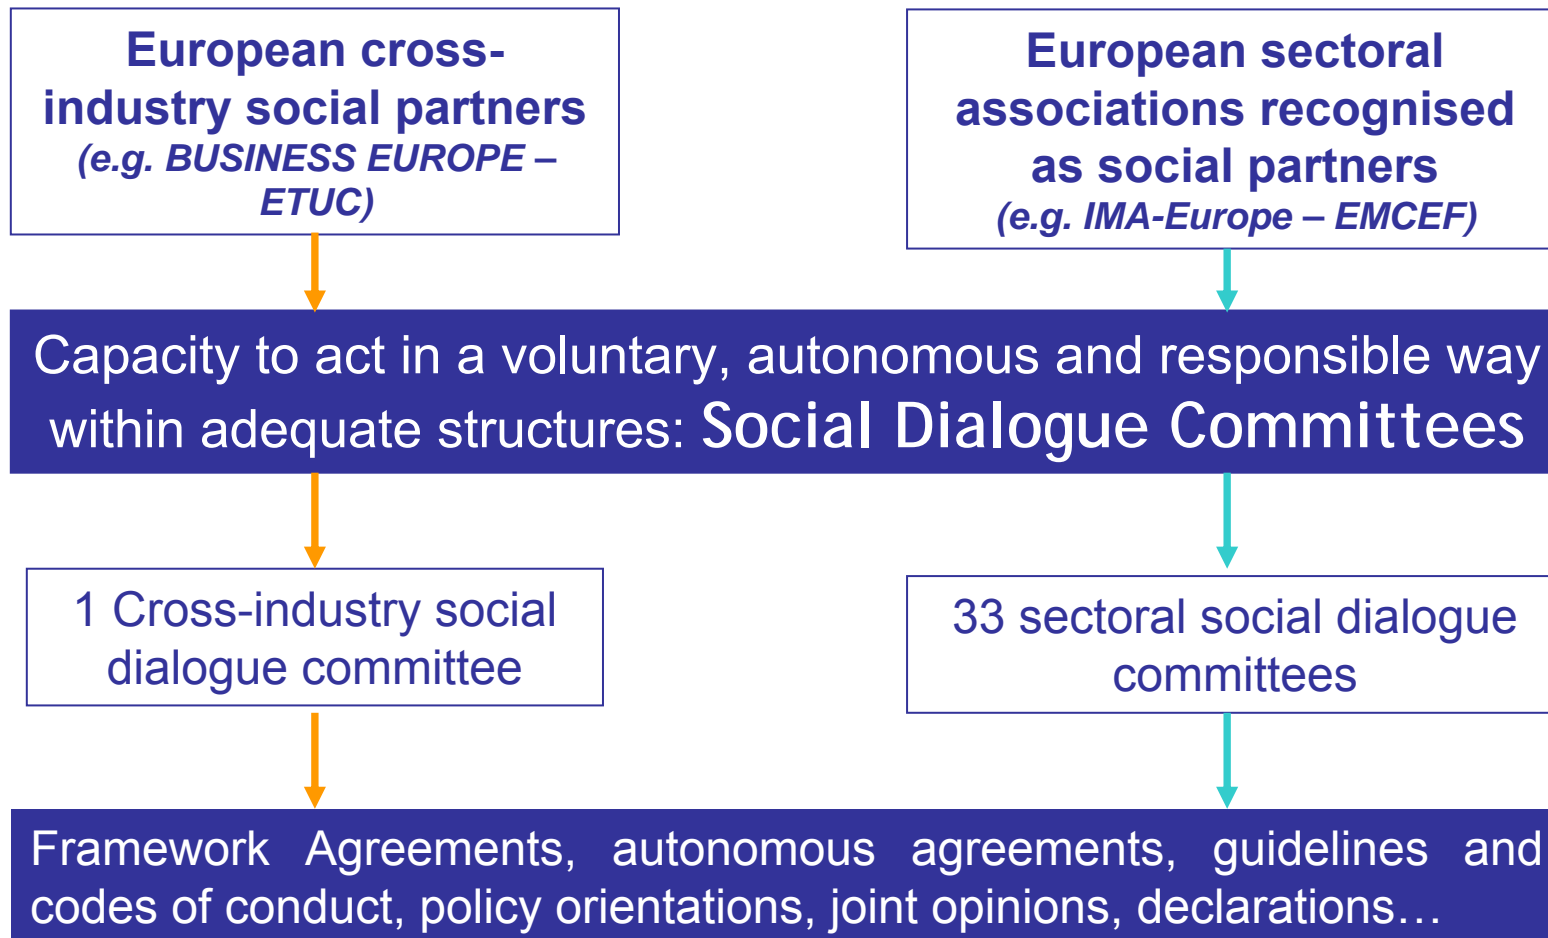 European cross-
industry social partners
(e.g. BUSINESS EUROPE –
ETUC)
European sectoral
associations recognised
as social partners
(e.g. IMA-Europe – EMCEF)
Capacity to act in a voluntary, autonomous and responsible way
within adequate structures: Social Dialogue Committees
1 Cross-industry social
dialogue committee
33 sectoral social dialogue
committees
Framework Agreements, autonomous agreements, guidelines and
codes of conduct, policy orientations, joint opinions, declarations…